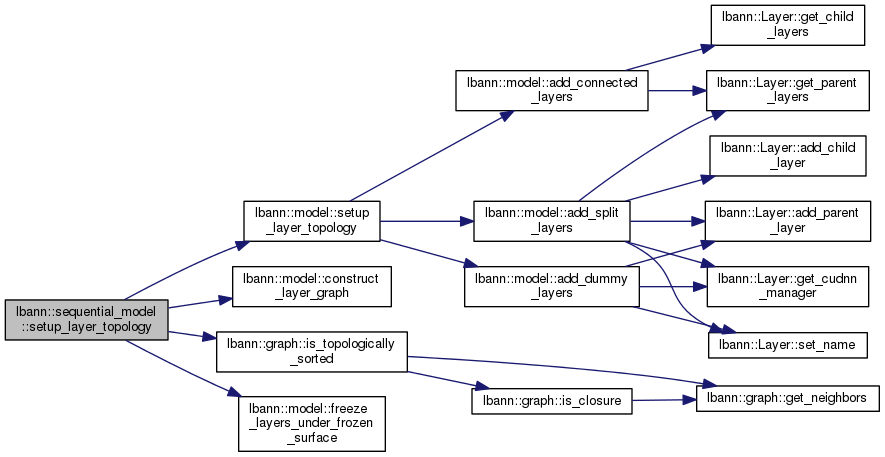 lbann::sequential_model
::setup_layer_topology
lbann::model::setup
_layer_topology
lbann::model::construct
_layer_graph
lbann::graph::is_topologically
_sorted
lbann::model::freeze
_layers_under_frozen
_surface
lbann::model::add_connected
_layers
lbann::model::add_split
_layers
lbann::model::add_dummy
_layers
lbann::graph::is_closure
lbann::Layer::get_child
_layers
lbann::Layer::get_parent
_layers
lbann::Layer::add_child
_layer
lbann::Layer::add_parent
_layer
lbann::Layer::get_cudnn
_manager
lbann::Layer::set_name
lbann::graph::get_neighbors